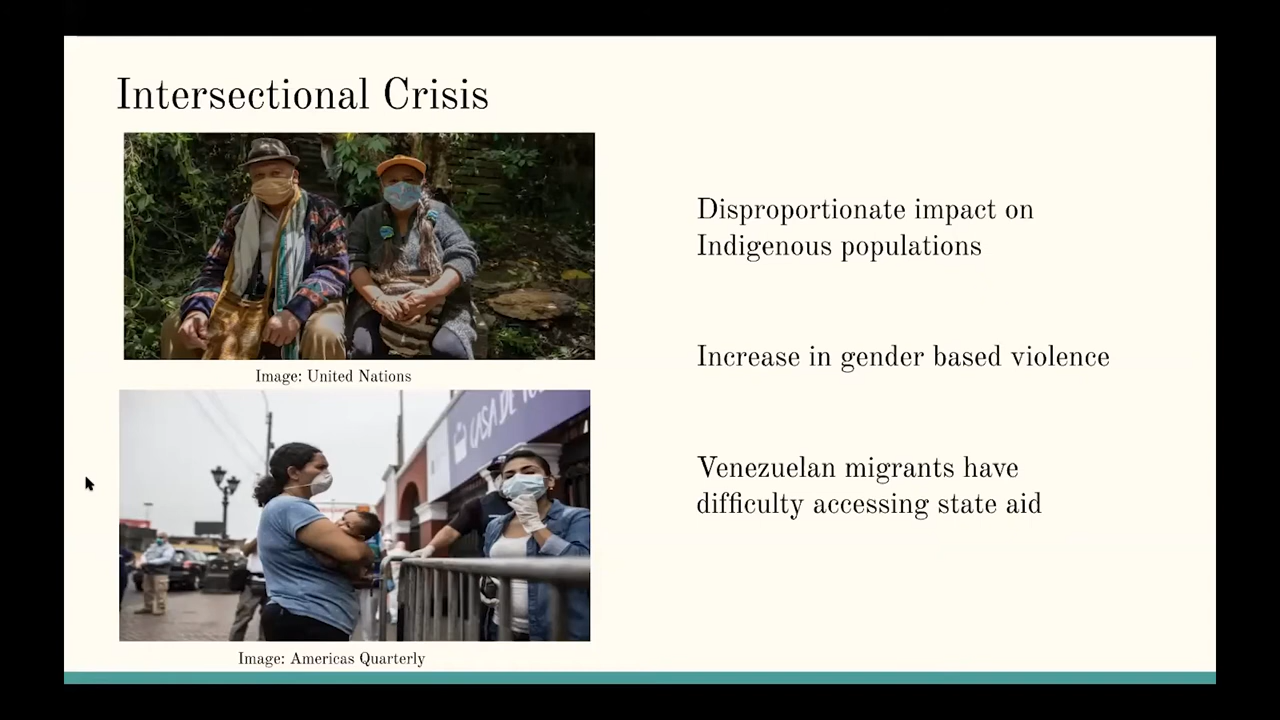 Intersectional Crisis
Image: United Nations
CASA DE
Image: Americas Quarterly
Disproportionate impact on
Indigenous populations
Increase in gender based violence
Venezuelan migrants have
difficulty accessing state aid